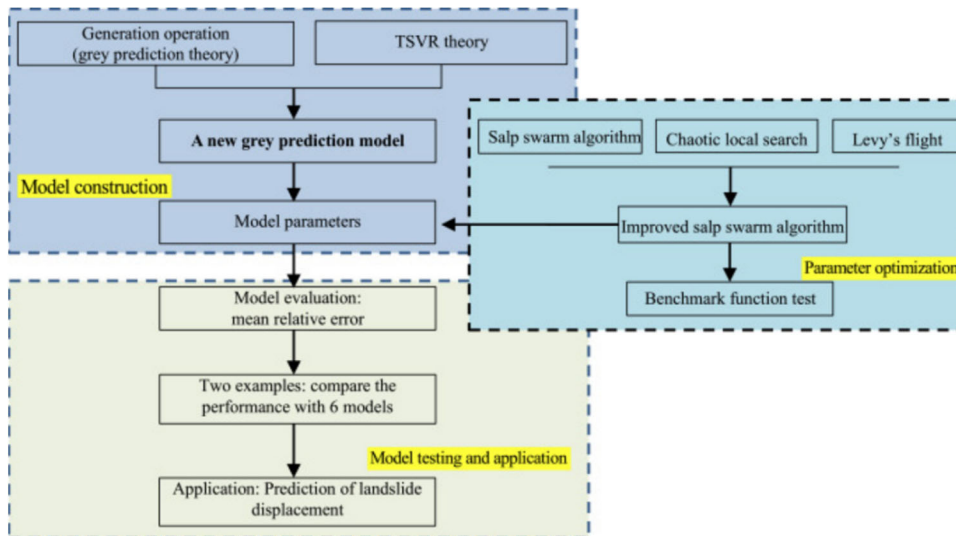 Generation operation
(grey prediction theory)
TSVR theory
A new grey prediction model
Model construction
Model parameters
Salp swarm algorithm
Chaotic local search
Levy's flight
Improved salp swarm algorithm
Parameter optimization
Benchmark function test
Model evaluation:
mean relative error
Two examples: compare the
performance with 6 models
Model testing and application
Application: Prediction of landslide
displacement